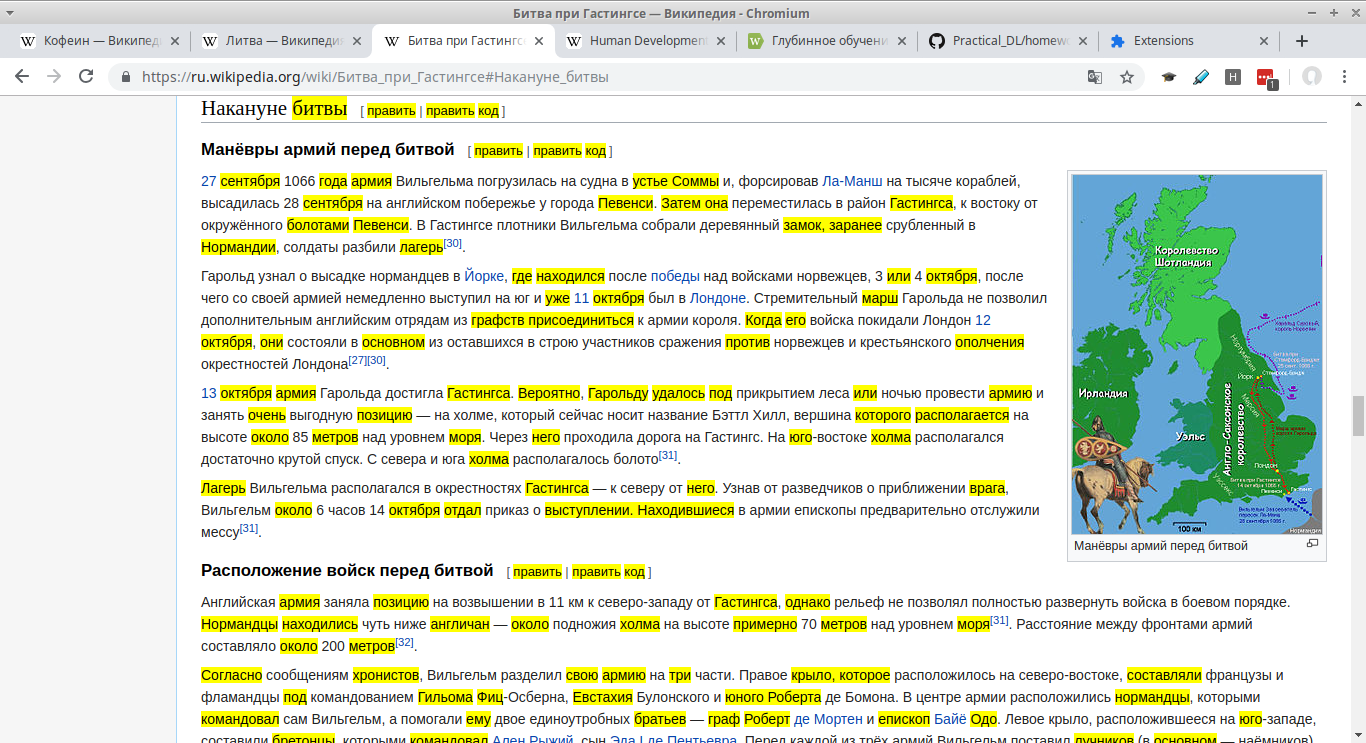 Битва при Гастингсе — Википедия - Chromium
Кофеин — Википед
Литва — Википедия
Битва при Гастингс
Human Development
Глубинное обучени
Practical_DL/homew
Extensions
https://ru.wikipedia.org/wiki/Битва_при_Гастингсе#Накануне_битвы
H
1
Накануне битвы [ править | править код ]
Манёвры армий перед битвой [ править | править код ]
27 сентября 1066 года армия Вильгельма погрузилась на судна в устье Соммы и, форсировав Ла-Манш на тысяче кораблей,
высадилась 28 сентября на английском побережье у города Певенси. Затем она переместилась в район Гастингса, к востоку от
окружённого болотами Певенси. В Гастингсе плотники Вильгельма собрали деревянный замок, заранее срубленный в
Нормандии, солдаты разбили лагерь[30].
Гарольд узнал о высадке нормандцев в Йорке, где находился после победы над войсками норвежцев, 3 или 4 октября, после
чего со своей армией немедленно выступил на юг и уже 11 октября был в Лондоне. Стремительный марш Гарольда не позволил
дополнительным английским отрядам из графств присоединиться к армии короля. Когда его войска покидали Лондон 12
октября, они состояли в основном из оставшихся в строю участников сражения против норвежцев и крестьянского ополчения
окрестностей Лондона[27][30].
13 октября армия Гарольда достигла Гастингса. Вероятно, Гарольду удалось под прикрытием леса или ночью провести армию и
занять очень выгодную позицию — на холме, который сейчас носит название Бэттл Хилл, вершина которого располагается на
высоте около 85 метров над уровнем моря. Через него проходила дорога на Гастингс. На юго-востоке холма располагался
достаточно крутой спуск. С севера и юга холма располагалось болото[31].
Лагерь Вильгельма располагался в окрестностях Гастингса — к северу от него. Узнав от разведчиков о приближении врага,
Вильгельм около 6 часов 14 октября отдал приказ о выступлении. Находившиеся в армии епископы предварительно отслужили
мессу[31].
Королевство
Шотландия
Ирландия
Уэльс
Англо-Саксонское
королевство
Йорк
Лондон
100 км
Нормандия
Манёвры армий перед битвой
Расположение войск перед битвой [ править | править код ]
Английская армия заняла позицию на возвышении в 11 км к северо-западу от Гастингса, однако рельеф не позволял полностью развернуть войска в боевом порядке.
Нормандцы находились чуть ниже англичан — около подножия холма на высоте примерно 70 метров над уровнем моря[31]. Расстояние между фронтами армий
составляло около 200 метров[32].
Согласно сообщениям хронистов, Вильгельм разделил свою армию на три части. Правое крыло, которое расположилось на северо-востоке, составляли французы и
фламандцы под командованием Гильома Фиц-Осберна, Евстахия Булонского и юного Роберта де Бомона. В центре армии расположились нормандцы, которыми
командовал сам Вильгельм, а помогали ему двое единоутробных братьев — граф Роберт де Мортен и епископ Байё Одо. Левое крыло, расположившееся на юго-западе,
составили бретонцы, которыми командовал Ален Рыжий, сын Эда I де Пентьевра. Перед каждой из трёх армий Вильгельм поставил лучников (в основном — наёмников)